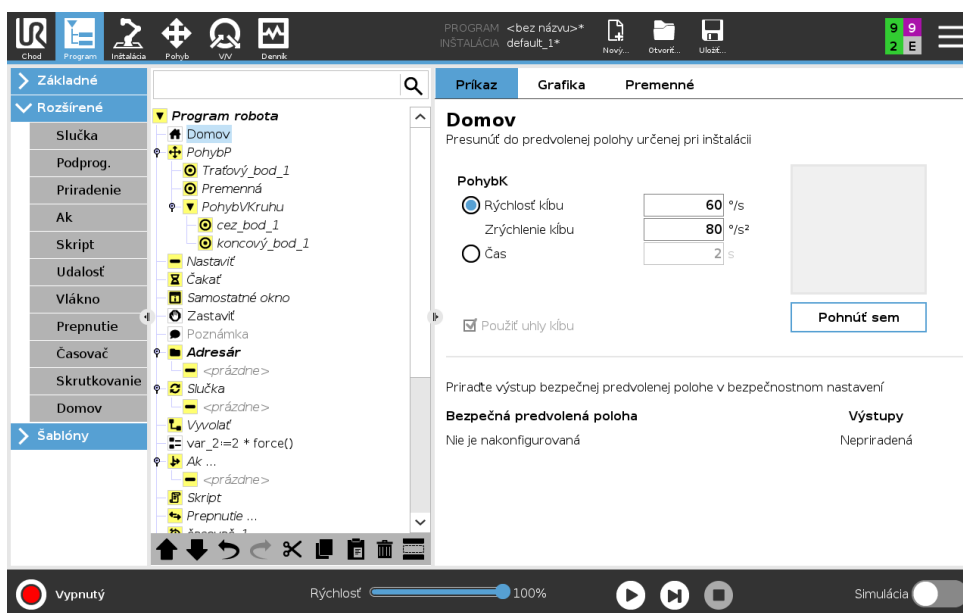 PROGRAM <bez názvu>*
INŠTALÁCIA default_1*
Chod Program Inštalácia Pohyb V/V Denník
Nový... Otvoriť... Uložiť...
9 9
2 E
Základné
Rozšírené
Slučka
Podprog.
Priradenie
Ak
Skript
Udalosť
Vlákno
Prepnutie
Časovač
Skrutkovanie
Domov
Šablóny
Program robota
Domov
PohybP
Traťový_bod_1
Premenná
PohybVKruhu
cez_bod_1
koncový_bod_1
Nastaviť
Čakať
Samostatné okno
Zastaviť
Poznámka
Adresár
<prázdne>
Slučka
<prázdne>
Vyvolať
var_2:=2 * force()
Ak ...
<prázdne>
Skript
Prepnutie ...
Príkaz Grafika Premenné
Domov
Presunúť do predvolenej polohy určenej pri inštalácii
PohybK
Rýchlosť kĺbu 60 °/s
Zrýchlenie kĺbu 80 °/s²
Čas 2 s
Použiť uhly kĺbu
Pohnúť sem
Priraďte výstup bezpečnej predvolenej polohe v bezpečnostnom nastavení
Bezpečná predvolená poloha Výstupy
Nie je nakonfigurovaná Nepriradená
Vypnutý
Rýchlosť 100%
Simulácia